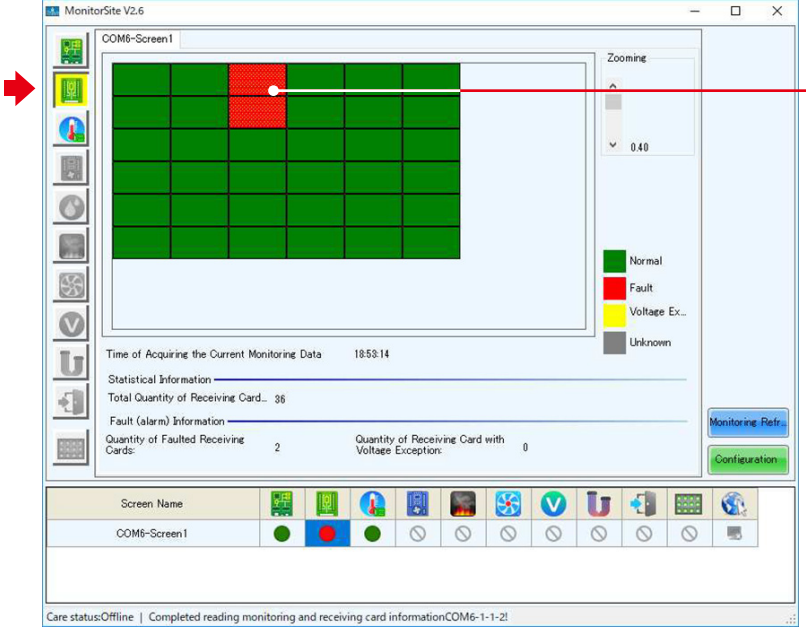 MonitorSite V2.6
COM6-Screen1
Zooming
0.40
Normal
Fault
Voltage Ex...
Unknown
Time of Acquiring the Current Monitoring Data 18:53:14
Statistical Information
Total Quantity of Receiving Card... 36
Fault (alarm) Information
Quantity of Faulted Receiving Cards: 2
Quantity of Receiving Card with Voltage Exception: 0
Monitoring Refr...
Configuration
Screen Name
COM6-Screen1
Care status:Offline | Completed reading monitoring and receiving card informationCOM6-1-1-2!